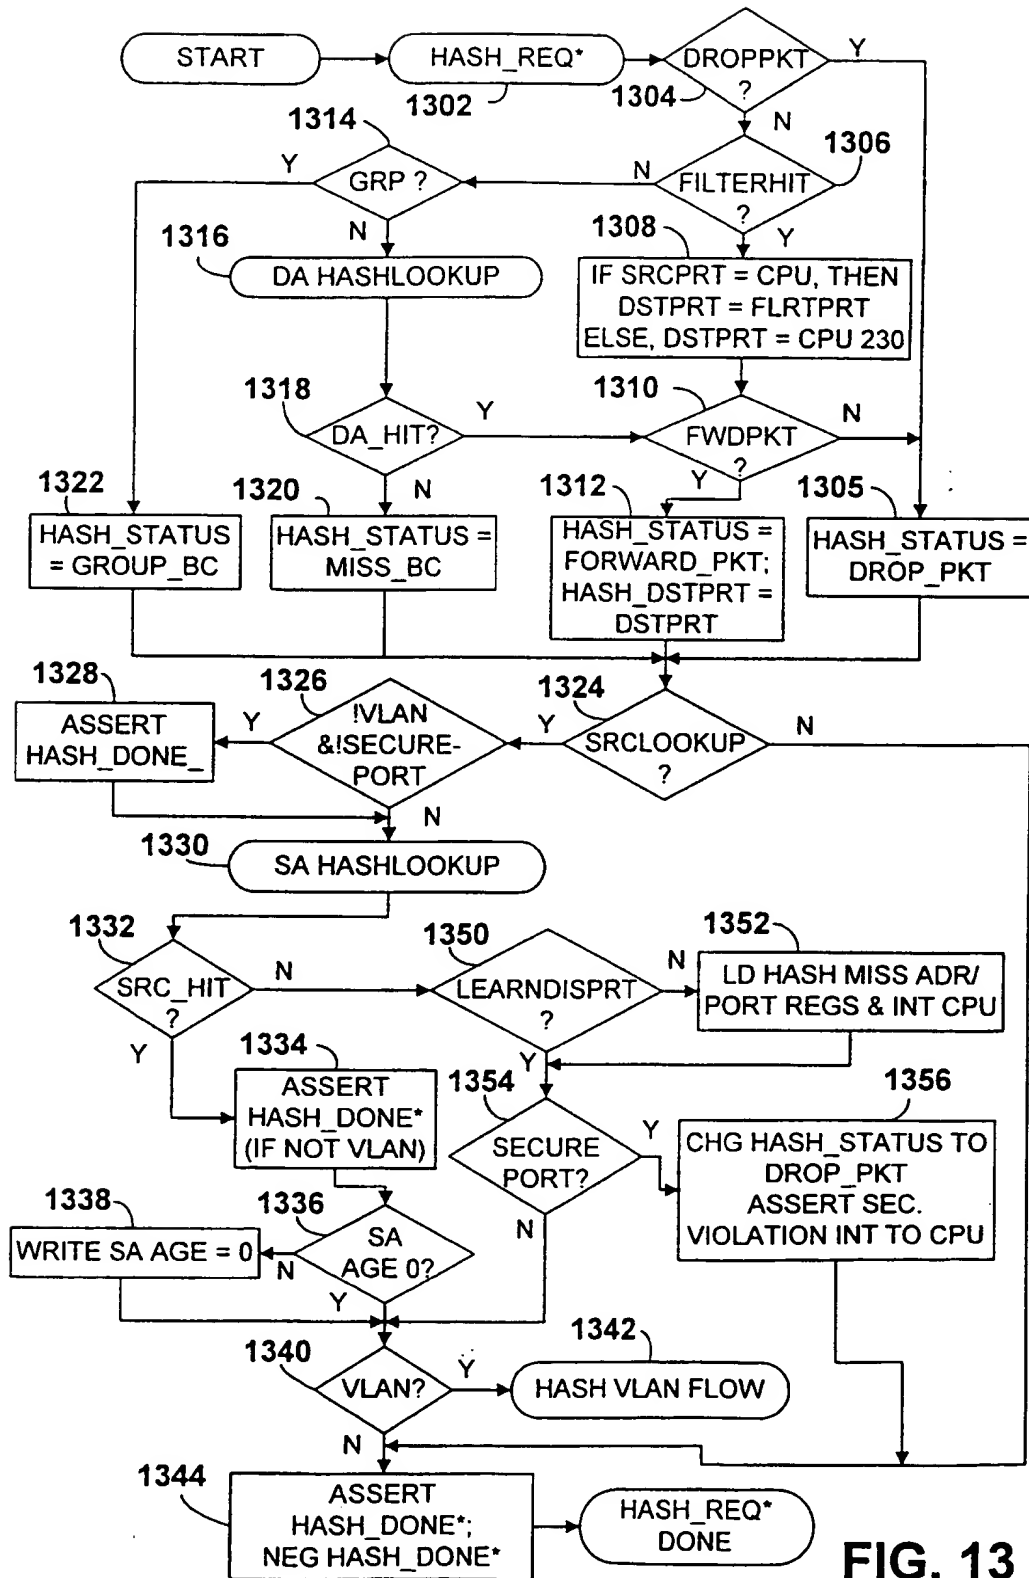 START
HASH_REQ*
1302
DROPPKT
?
1304
Y
N
1314
Y
GRP ?
N
N
FILTERHIT
?
1306
Y
1316
DA HASHLOOKUP
1308
IF SRCPRT = CPU, THEN
DSTPRT = FLRTPRT
ELSE, DSTPRT = CPU 230
1318
DA_HIT?
Y
N
1310
FWDPKT
?
N
Y
1322
HASH_STATUS
= GROUP_BC
1320
HASH_STATUS =
MISS_BC
1312
HASH_STATUS =
FORWARD_PKT;
HASH_DSTPRT =
DSTPRT
1305
HASH_STATUS =
DROP_PKT
1328
ASSERT
HASH_DONE_
Y
1326
!VLAN
&!SECURE-
PORT
N
Y
1324
SRCLOOKUP
?
N
1330
SA HASHLOOKUP
1332
SRC_HIT
?
N
Y
1350
LEARNDISPRT
?
N
Y
1352
LD HASH MISS ADR/
PORT REGS & INT CPU
1334
ASSERT
HASH_DONE*
(IF NOT VLAN)
1354
SECURE
PORT?
Y
N
1356
CHG HASH_STATUS TO
DROP_PKT
ASSERT SEC.
VIOLATION INT TO CPU
1338
WRITE SA AGE = 0
N
1336
SA
AGE 0?
Y
1340
VLAN?
Y
N
1342
HASH VLAN FLOW
1344
ASSERT
HASH_DONE*;
NEG HASH_DONE*
HASH_REQ*
DONE
FIG. 13